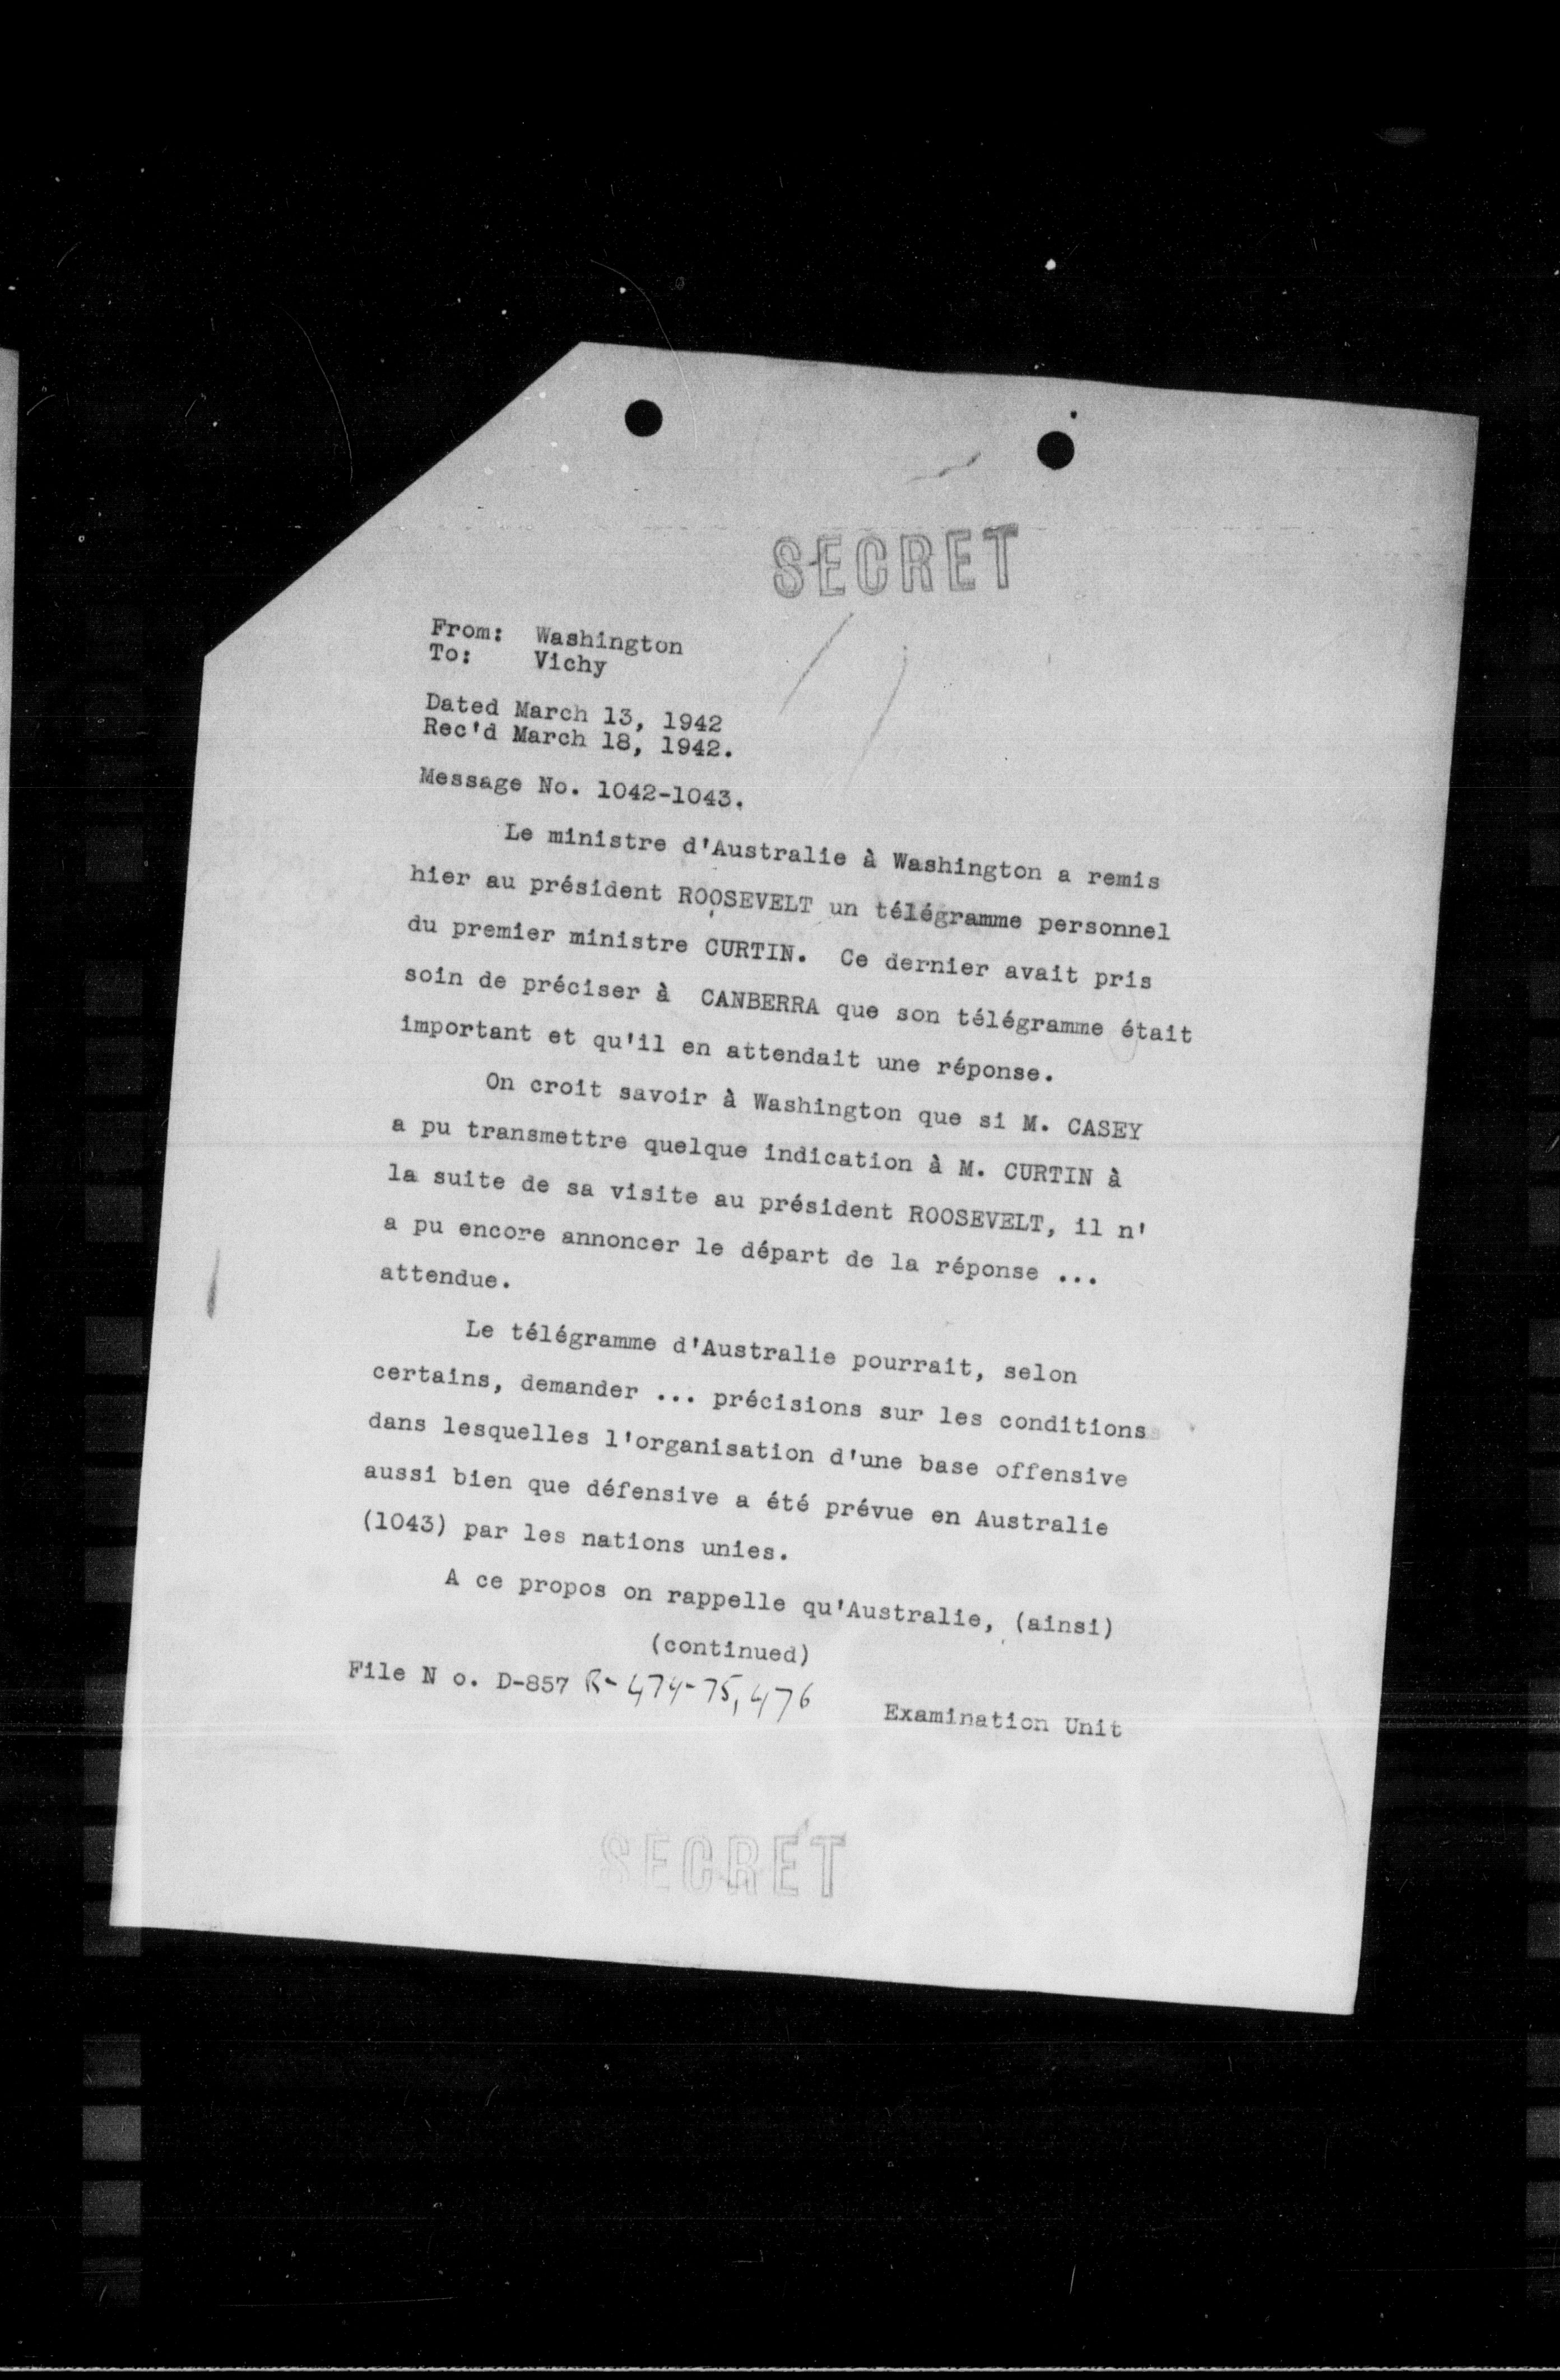 SECRET
From: Washington
To: Vichy
Dated March 13, 1942
Rec'd March 18, 1942.
Message No. 1042-1043.
Le ministre d'Australie à Washington a remis
hier au président ROOSEVELT un télégramme personnel
du premier ministre CURTIN. Ce dernier avait pris
soin de préciser à CANBERRA que son télégramme était
important et qu'il en attendait une réponse.
On croit savoir à Washington que si M. CASEY
a pu transmettre quelque indication à M. CURTIN à
la suite de sa visite au président ROOSEVELT, il n'
a pu encore annoncer le départ de la réponse ...
attendue.
Le télégramme d'Australie pourrait, selon
certains, demander ... précisions sur les conditions
dans lesquelles l'organisation d'une base offensive
aussi bien que défensive a été prévue en Australie
(1043) par les nations unies.
A ce propos on rappelle qu'Australie, (ainsi)
(continued)
File N o. D-857 R-474-75, 476
Examination Unit
SECRET